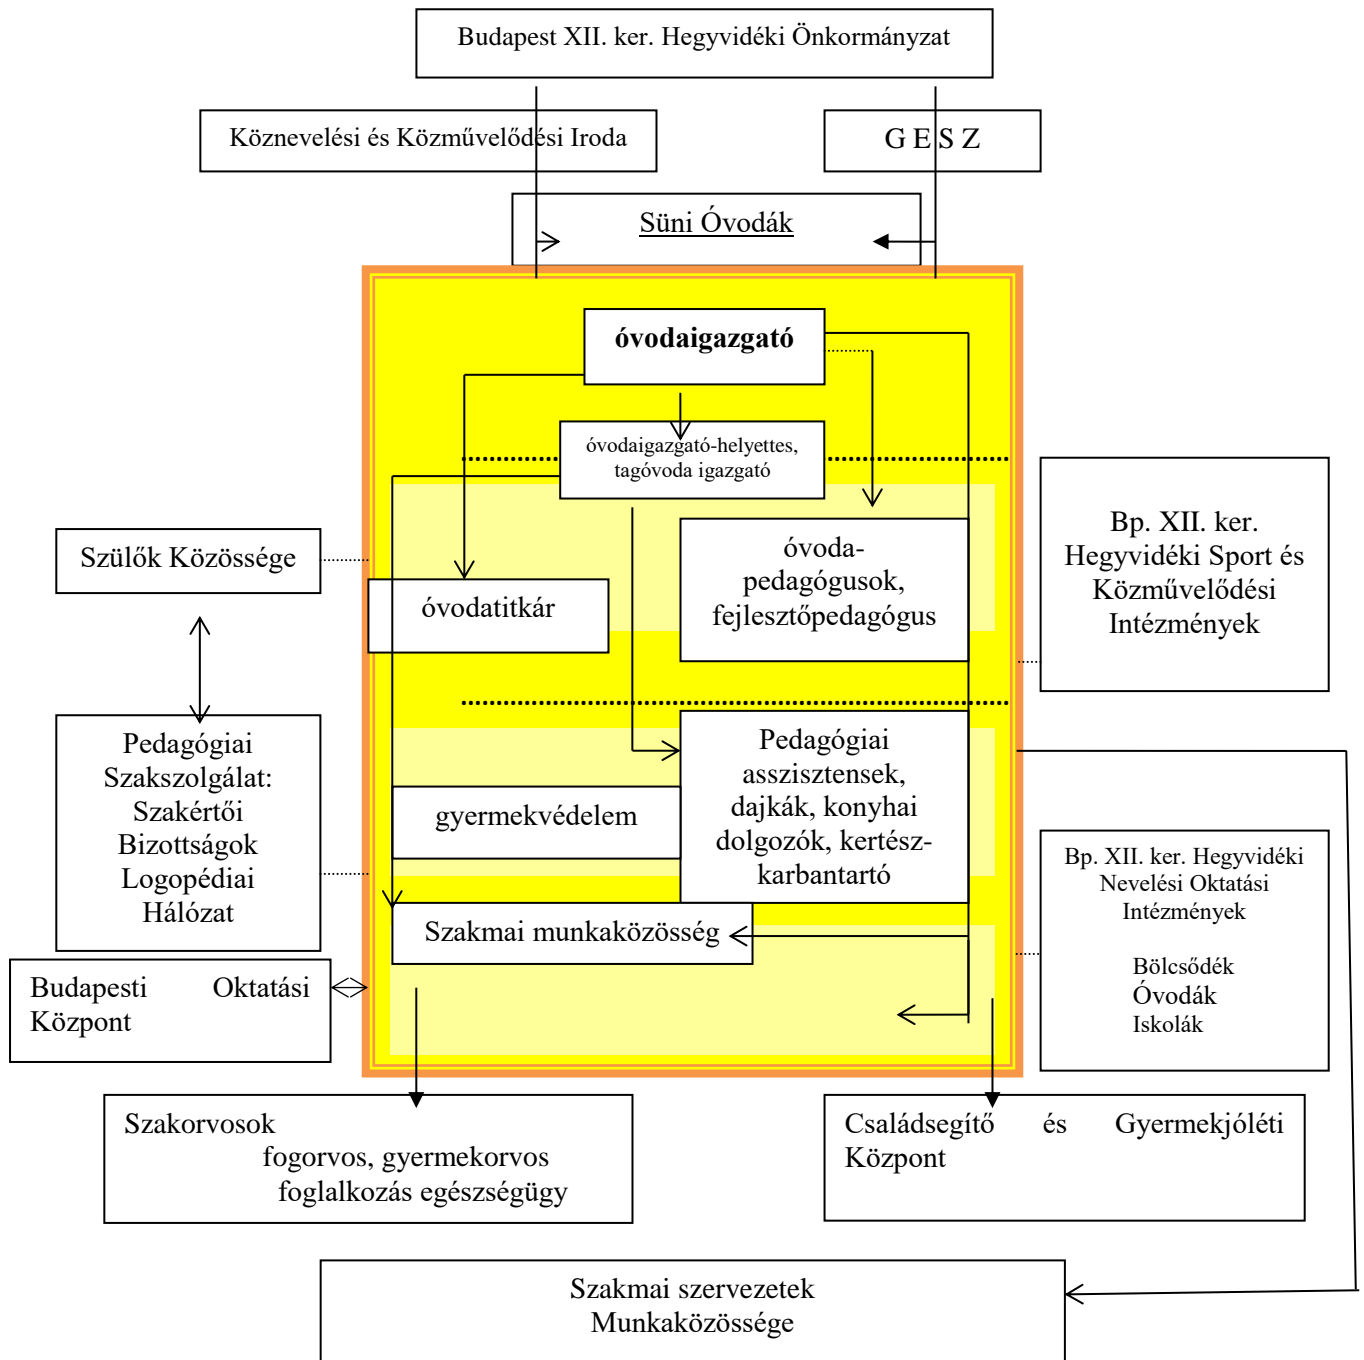 Budapest XII. ker. Hegyvidéki Önkormányzat
Köznevelési és Közművelődési Iroda
G E S Z
Süni Óvodák
óvodaigazgató
óvodaigazgató-helyettes,
tagóvoda igazgató
Szülők Közössége
óvodatitkár
óvoda-
pedagógusok,
fejlesztőpedagógus
Bp. XII. ker.
Hegyvidéki Sport és
Közművelődési
Intézmények
Pedagógiai
Szakszolgálat:
Szakértői
Bizottságok
Logopédiai
Hálózat
gyermekvédelem
Pedagógiai
asszisztensek,
dajkák, konyhai
dolgozók, kertész-
karbantartó
Szakmai munkaközösség
Bp. XII. ker. Hegyvidéki
Nevelési Oktatási
Intézmények
Bölcsődék
Óvodák
Iskolák
Budapesti Oktatási
Központ
Szakorvosok
fogorvos, gyermekorvos
foglalkozás egészségügy
Családsegítő és Gyermekjóléti
Központ
Szakmai szervezetek
Munkaközössége